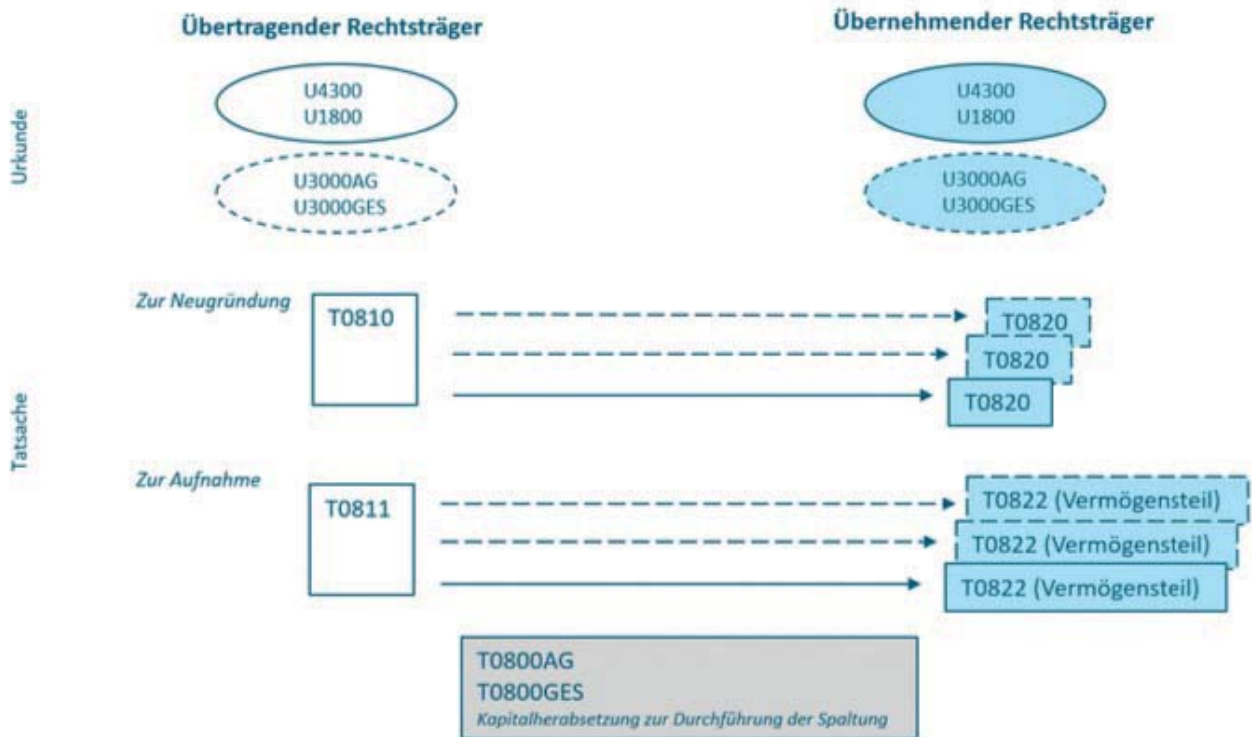 Übertragender Rechtsträger
Übernehmender Rechtsträger
Urkunde
U4300
U1800
U4300
U1800
U3000AG
U3000GES
U3000AG
U3000GES
Tatsache
Zur Neugründung
T0810
T0820
T0820
T0820
Zur Aufnahme
T0811
T0822 (Vermögensteil)
T0822 (Vermögensteil)
T0822 (Vermögensteil)
T0800AG
T0800GES
Kapitalherabsetzung zur Durchführung der Spaltung